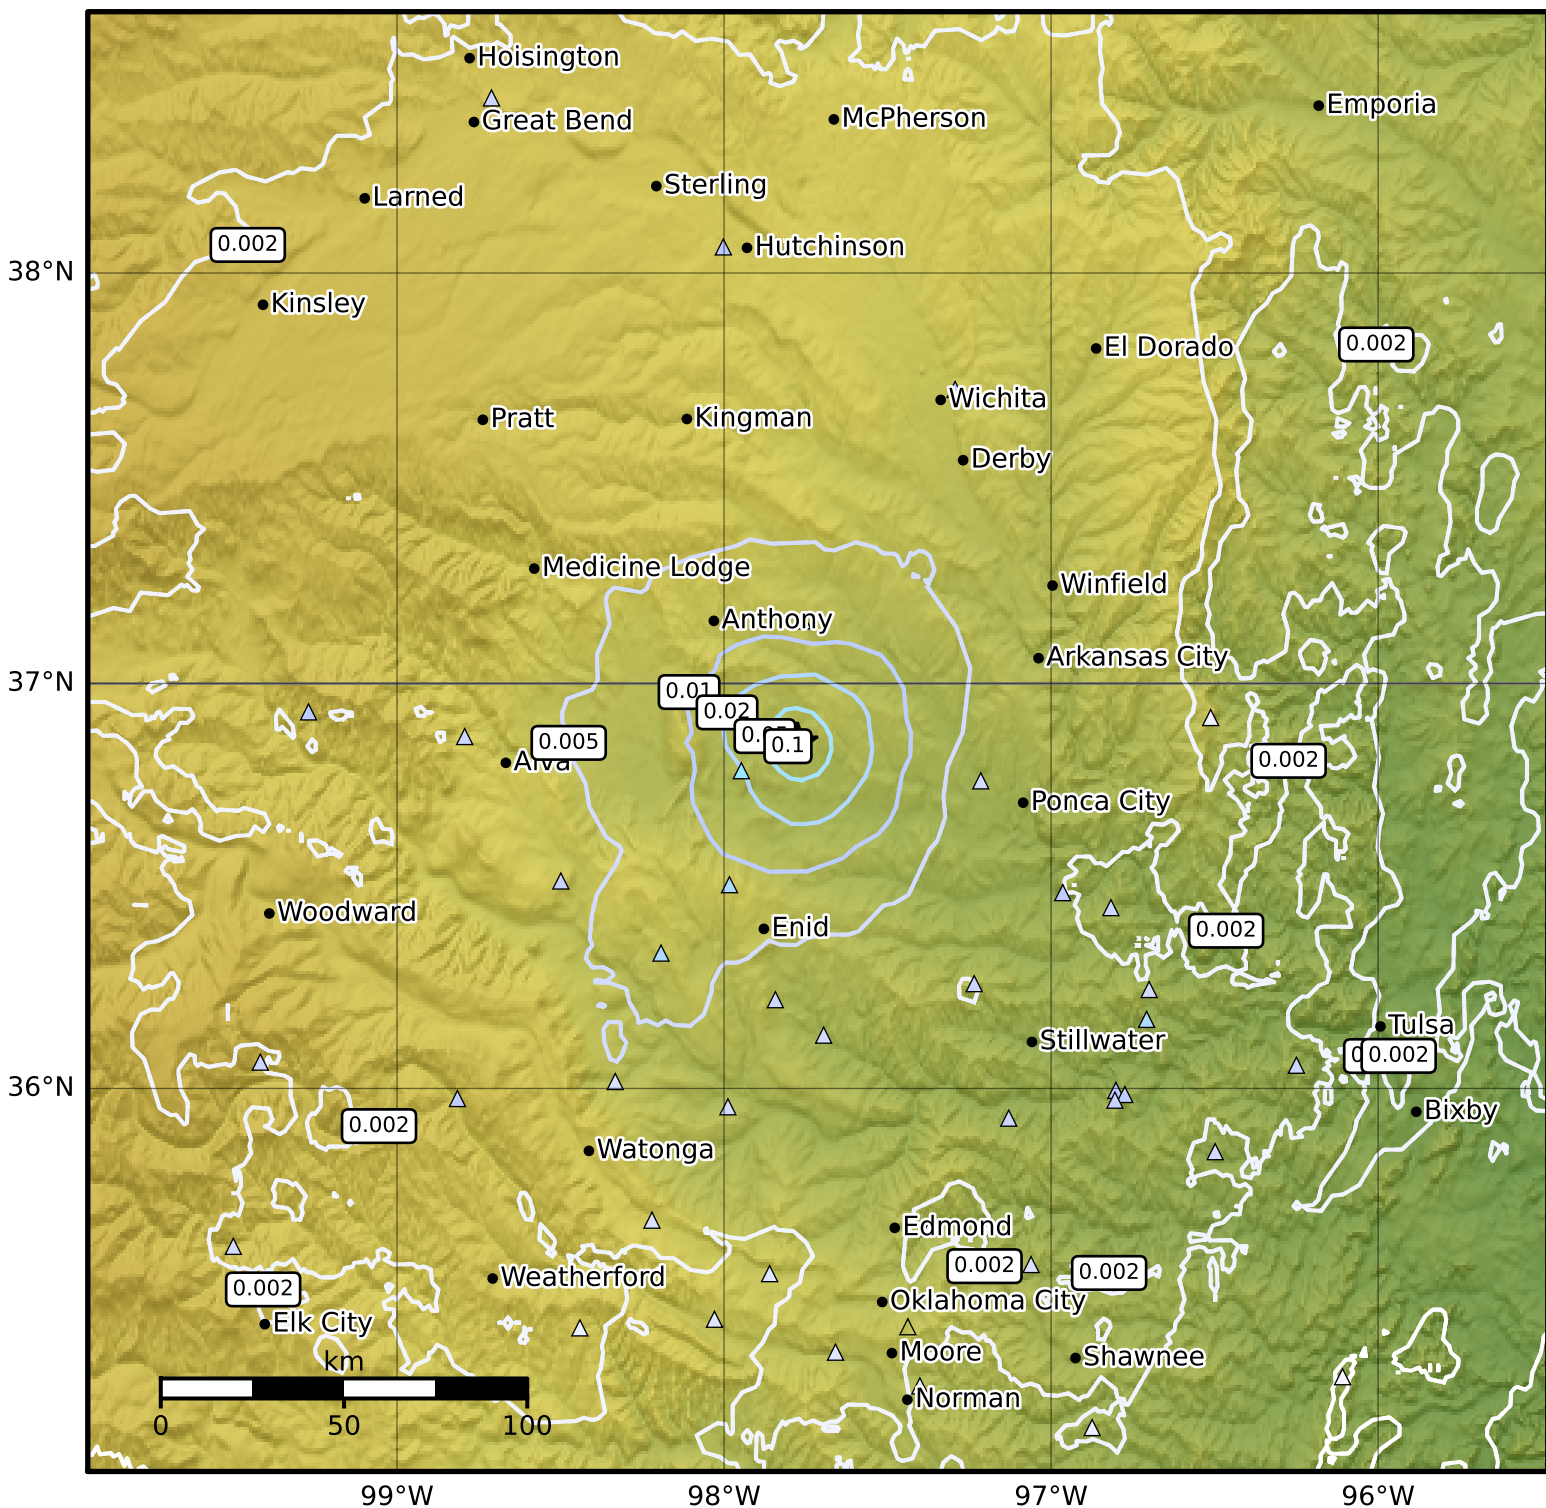 Hoisington
Great Bend
McPherson
Emporia
Sterling
Larned
0.002
Hutchinson
38°N
Kinsley
0.002
El Dorado
Wichita
Pratt
Kingman
Derby
Medicine Lodge
Winfield
Anthony
Arkansas City
37°N
0.01
0.02
0.005
0.1
Alva
0.002
Ponca City
Woodward
Enid
0.002
Tulsa
Stillwater
0.002
36°N
Bixby
0.002
Watonga
Edmond
0.002
0.002
Weatherford
0.002
Oklahoma City
Elk City
Moore
Shawnee
km
Norman
0 50 100
99°W 98°W 97°W 96°W